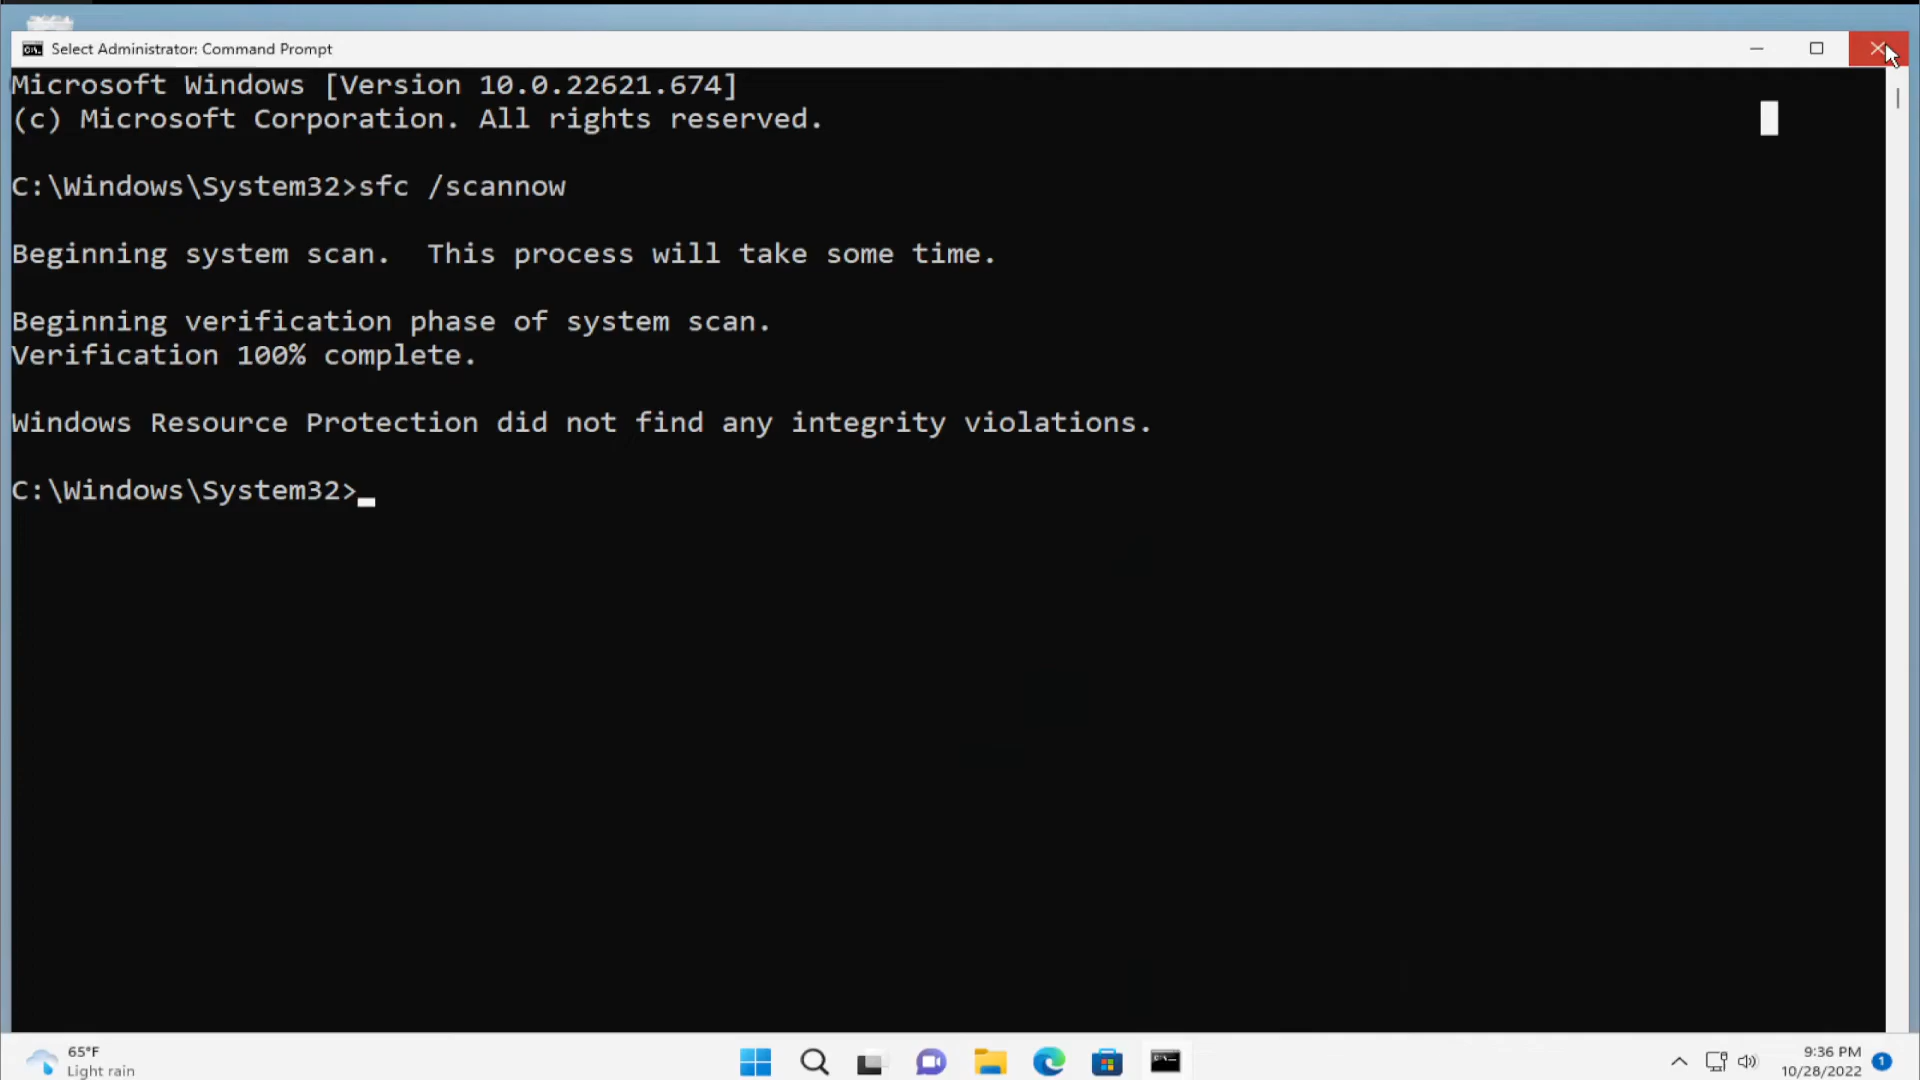 Select Administrator: Command Prompt
Microsoft Windows [Version 10.0.22621.674]
(c) Microsoft Corporation. All rights reserved.
C:\Windows\System32>sfc /scannow
Beginning system scan.  This process will take some time.
Beginning verification phase of system scan.
Verification 100% complete.
Windows Resource Protection did not find any integrity violations.
C:\Windows\System32>
65°F
Light rain
9:36 PM
10/28/2022
1